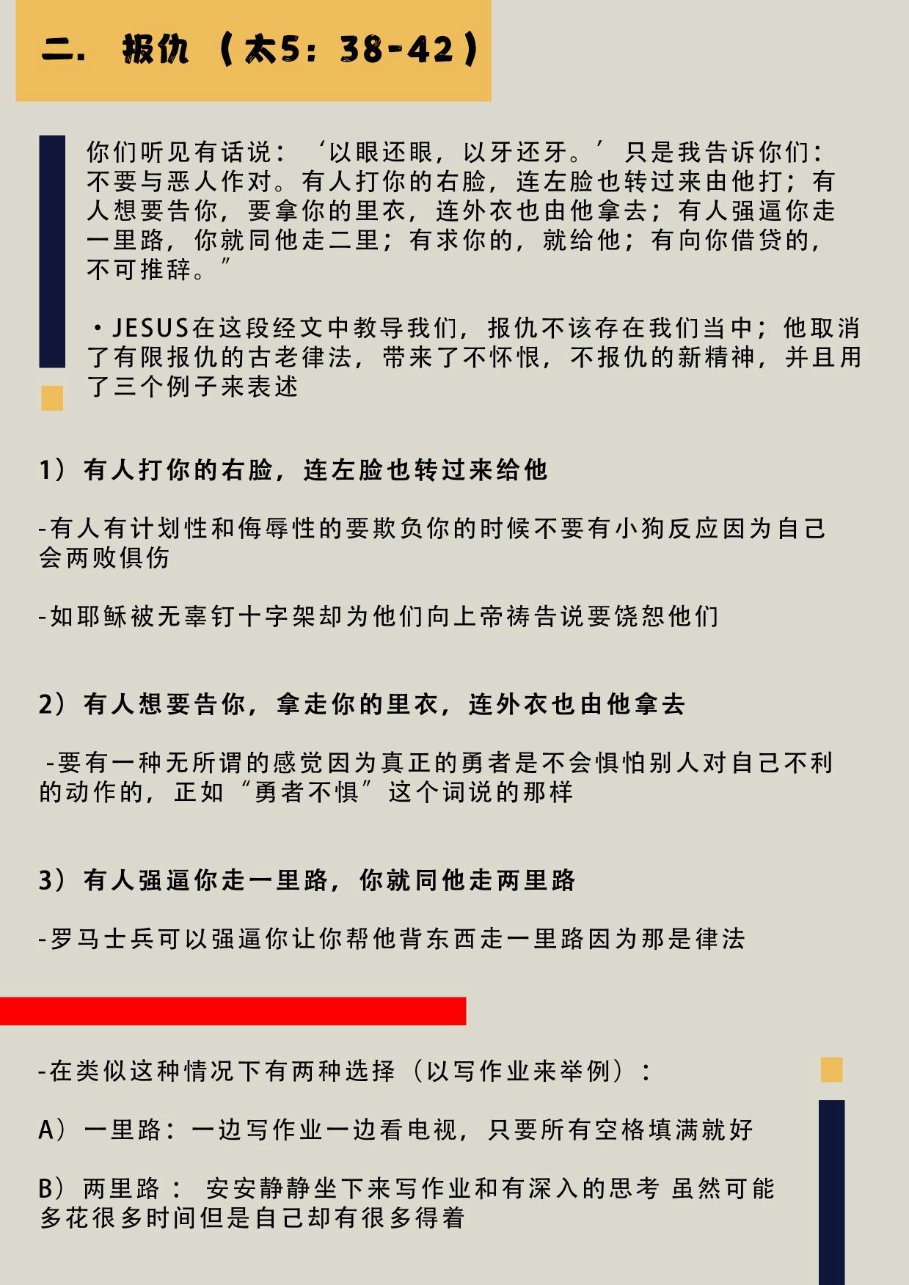 二. 报仇 (太5: 38-42)
你们听见有话说:‘以眼还眼,以牙还牙。’只是我告诉你们:
不要与恶人作对。有人打你的右脸,连左脸也转过来由他打;有
人想要告你,要拿你的里衣,连外衣也由他拿去;有人强逼你走
一里路,你就同他走二里;有求你的,就给他;有向你借贷的,
不可推辞。”
·JESUS在这段经文中教导我们,报仇不该存在我们当中;他取消
了有限报仇的古老律法,带来了不怀恨,不报仇的新精神,并且用
了三个例子来表述
1)有人打你的右脸,连左脸也转过来给他
-有人有计划性和侮辱性的要欺负你的时候不要有小狗反应因为自己
会两败俱伤
-如耶稣被无辜钉十字架却为他们向上帝祷告说要饶恕他们
2)有人想要告你,拿走你的里衣,连外衣也由他拿去
-要有一种无所谓的感觉因为真正的勇者是不会惧怕别人对自己不利
的动作的,正如“勇者不惧”这个词说的那样
3)有人强逼你走一里路,你就同他走两里路
-罗马士兵可以强逼你让你帮他背东西走一里路因为那是律法
-在类似这种情况下有两种选择(以写作业来举例):
A)一里路:一边写作业一边看电视,只要所有空格填满就好
B)两里路 : 安安静静坐下来写作业和有深入的思考 虽然可能
多花很多时间但是自己却有很多得着